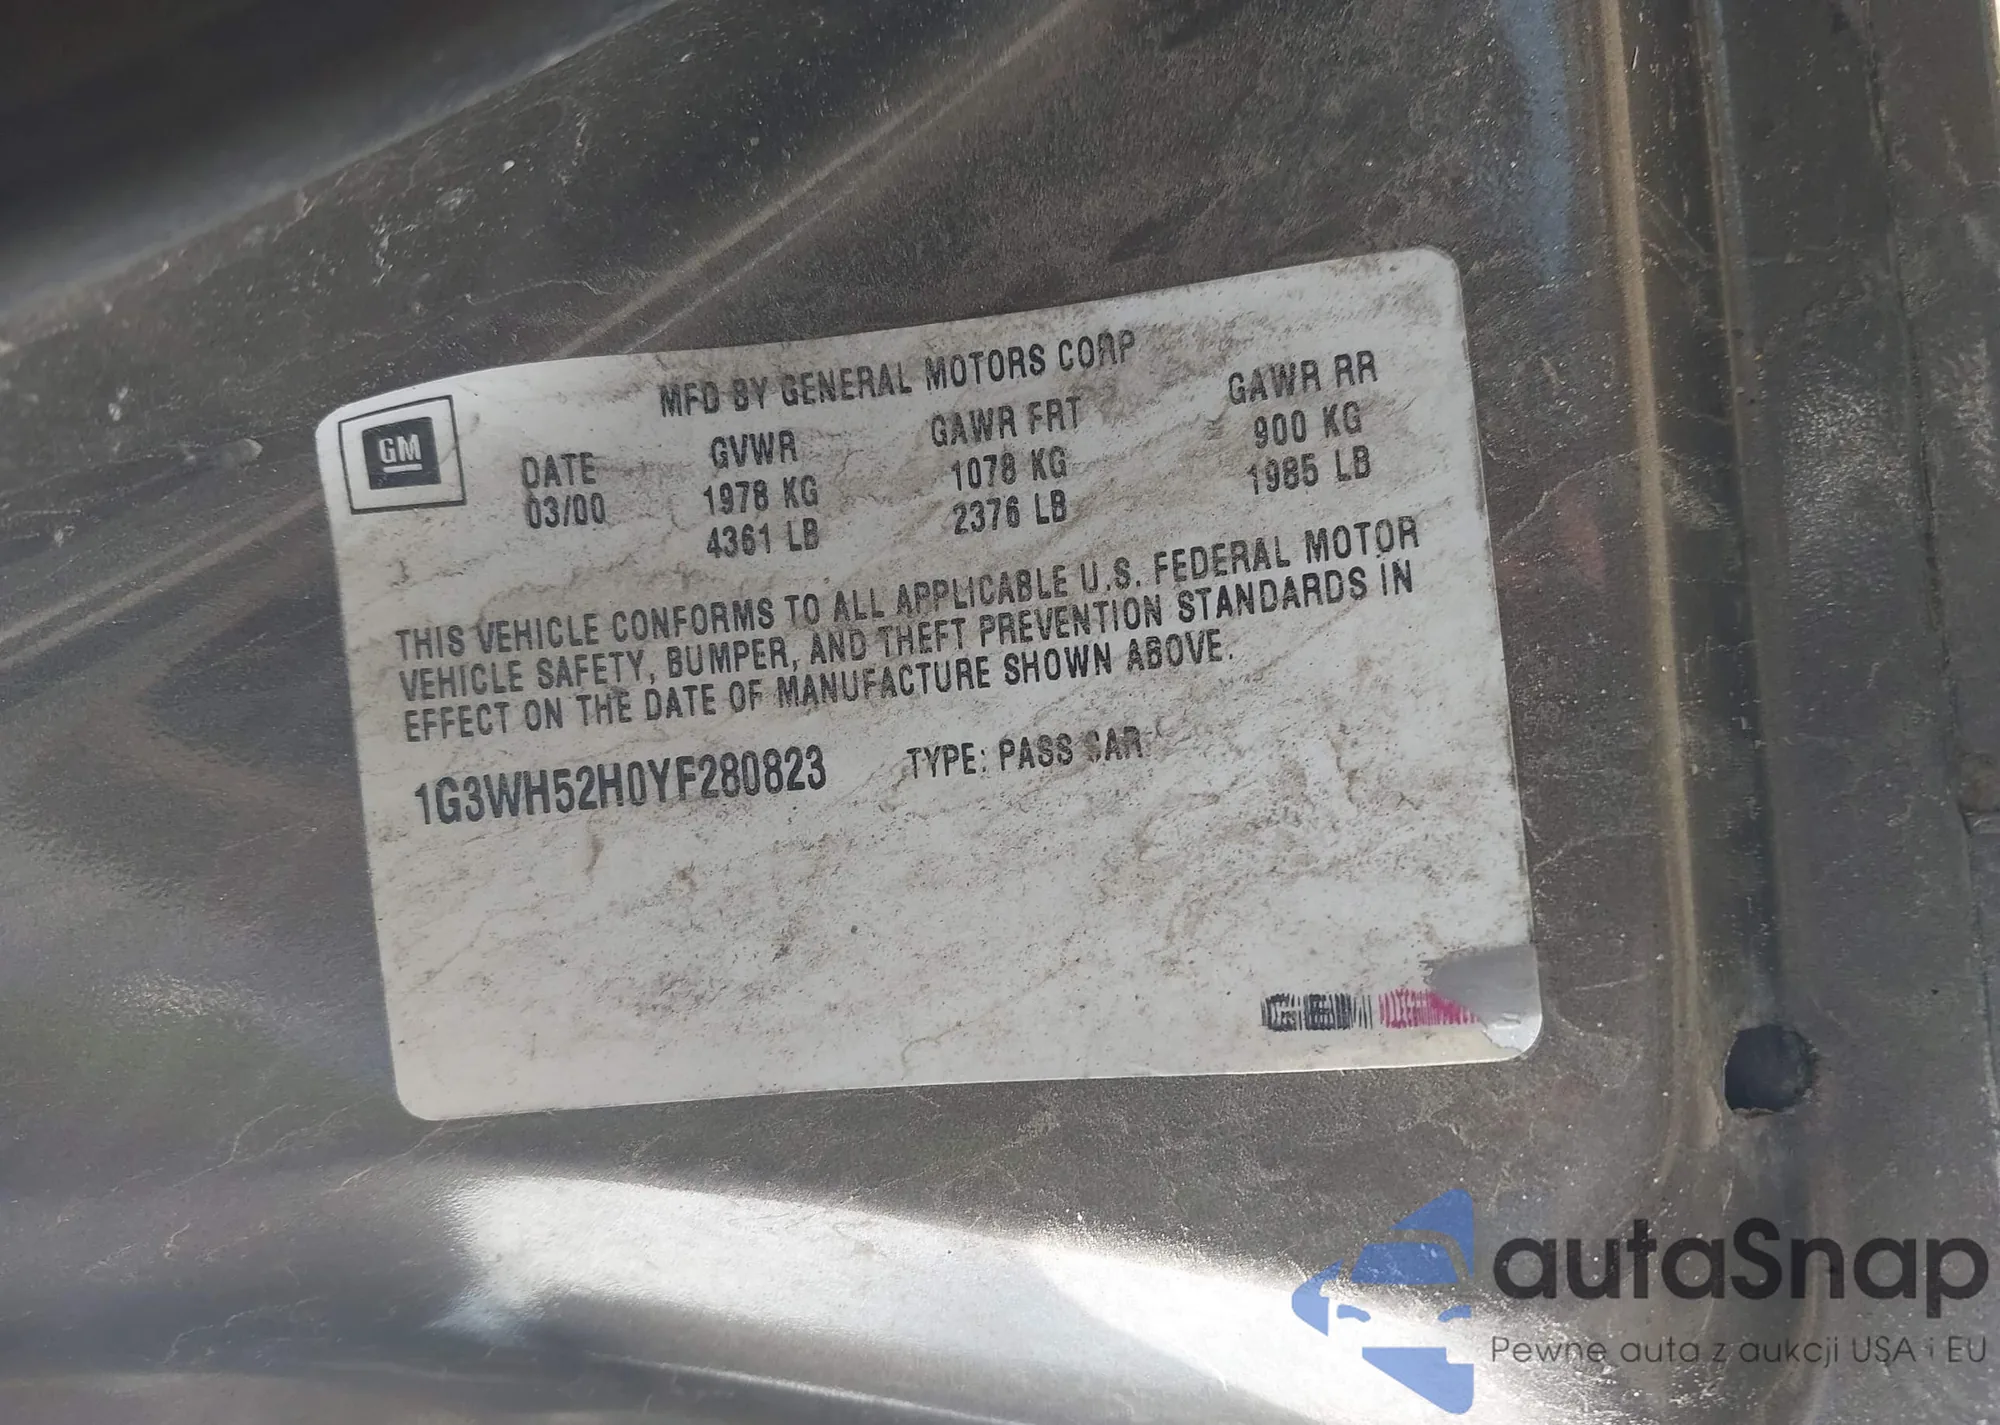 MFD BY GENERAL MOTORS CORP
GM
DATE GVWR GAWR FRT GAWR RR
03/00 1978 KG 1078 KG 900 KG
4361 LB 2376 LB 1985 LB
THIS VEHICLE CONFORMS TO ALL APPLICABLE U.S. FEDERAL MOTOR
VEHICLE SAFETY, BUMPER, AND THEFT PREVENTION STANDARDS IN
EFFECT ON THE DATE OF MANUFACTURE SHOWN ABOVE.
1G3WH52H0YF280823 TYPE: PASS CAR
autaSnap
Pewne auta z aukcji USA i EU